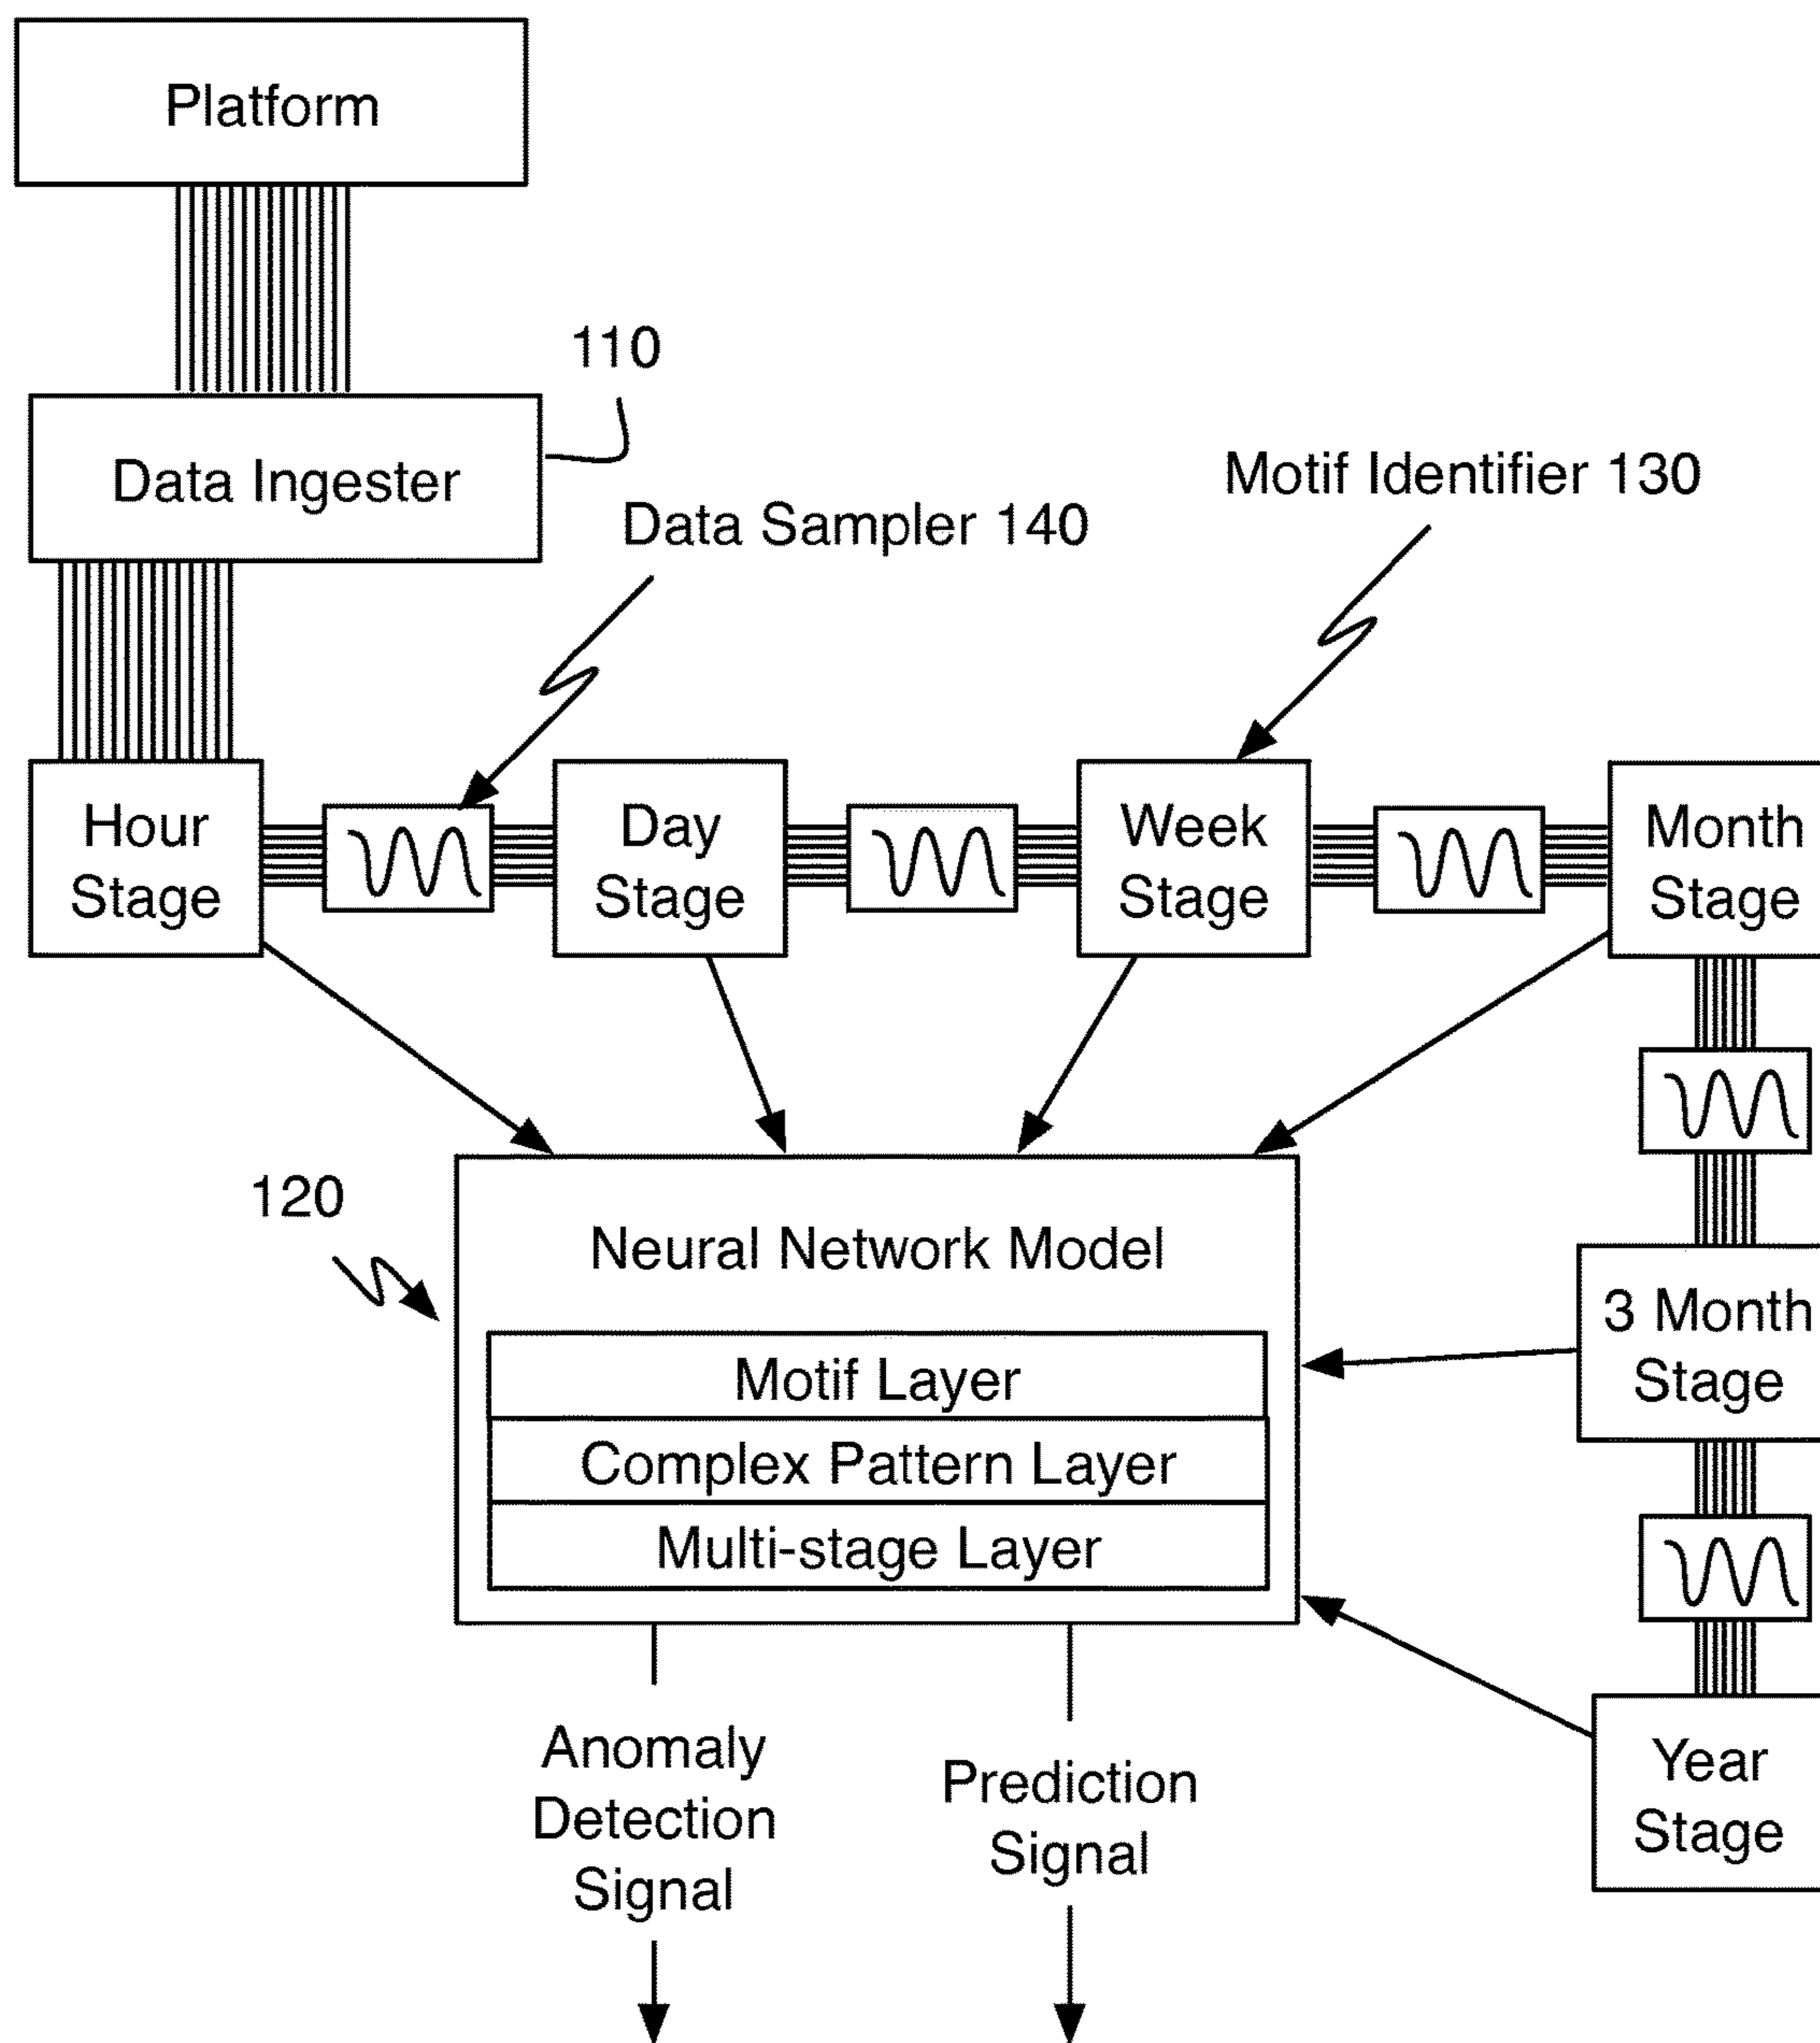 Platform
110
Data Ingester
Motif Identifier 130
Data Sampler 140
Hour
Stage
Day
Stage
Week
Stage
Month
Stage
120
Neural Network Model
3 Month
Stage
Motif Layer
Complex Pattern Layer
Multi-stage Layer
Anomaly
Detection
Signal
Prediction
Signal
Year
Stage